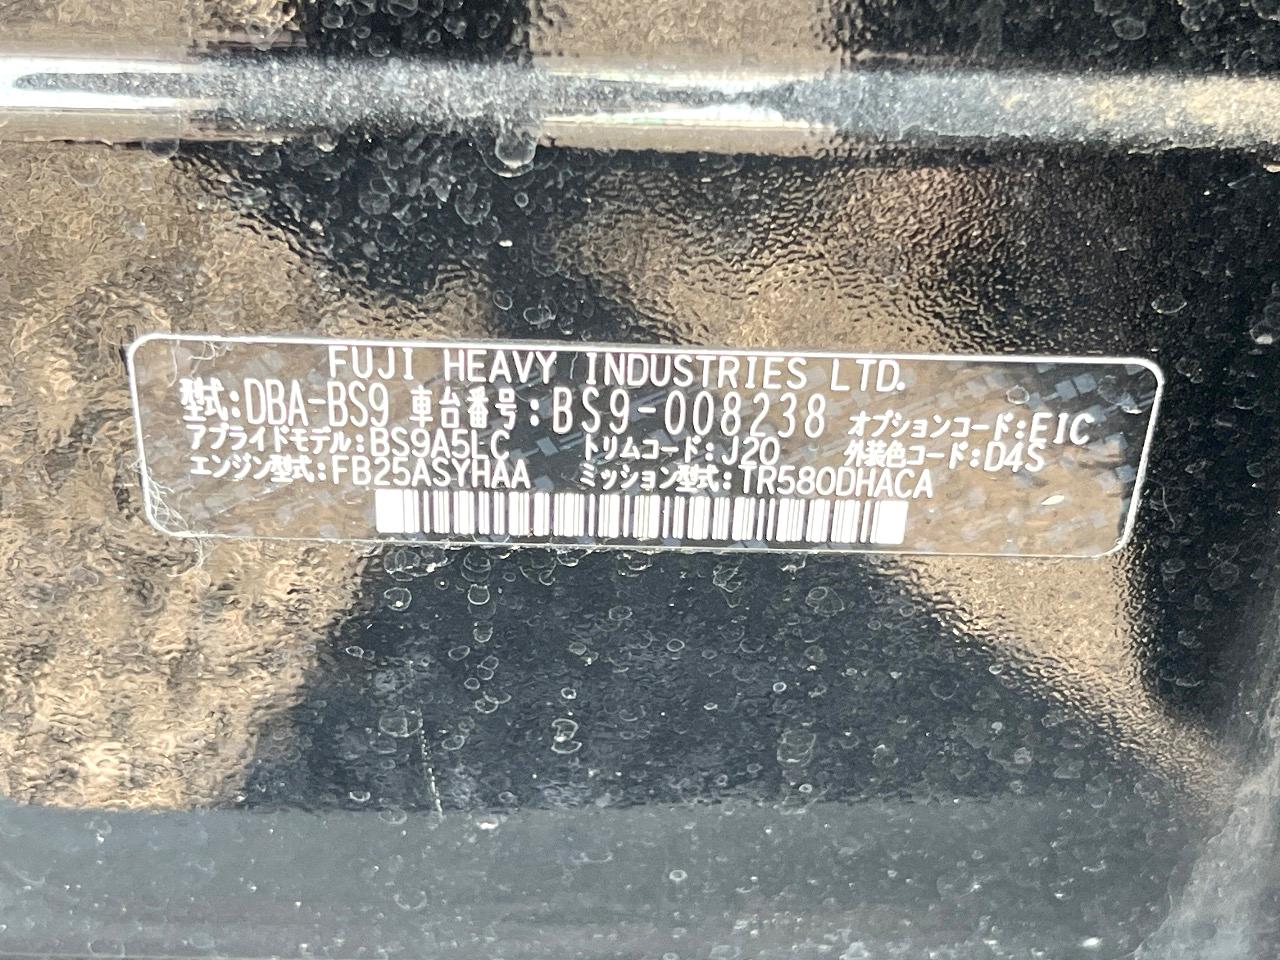 FUJI HEAVY INDUSTRIES LTD.
型式:DBA-BS9 車台番号:BS9-008238 オプションコード:E1C
アプライドモデル:BS9A5LC トリムコード:J20 外装色コード:D4S
エンジン型式:FB25ASYHAA ミッション型式:TR580DHACA